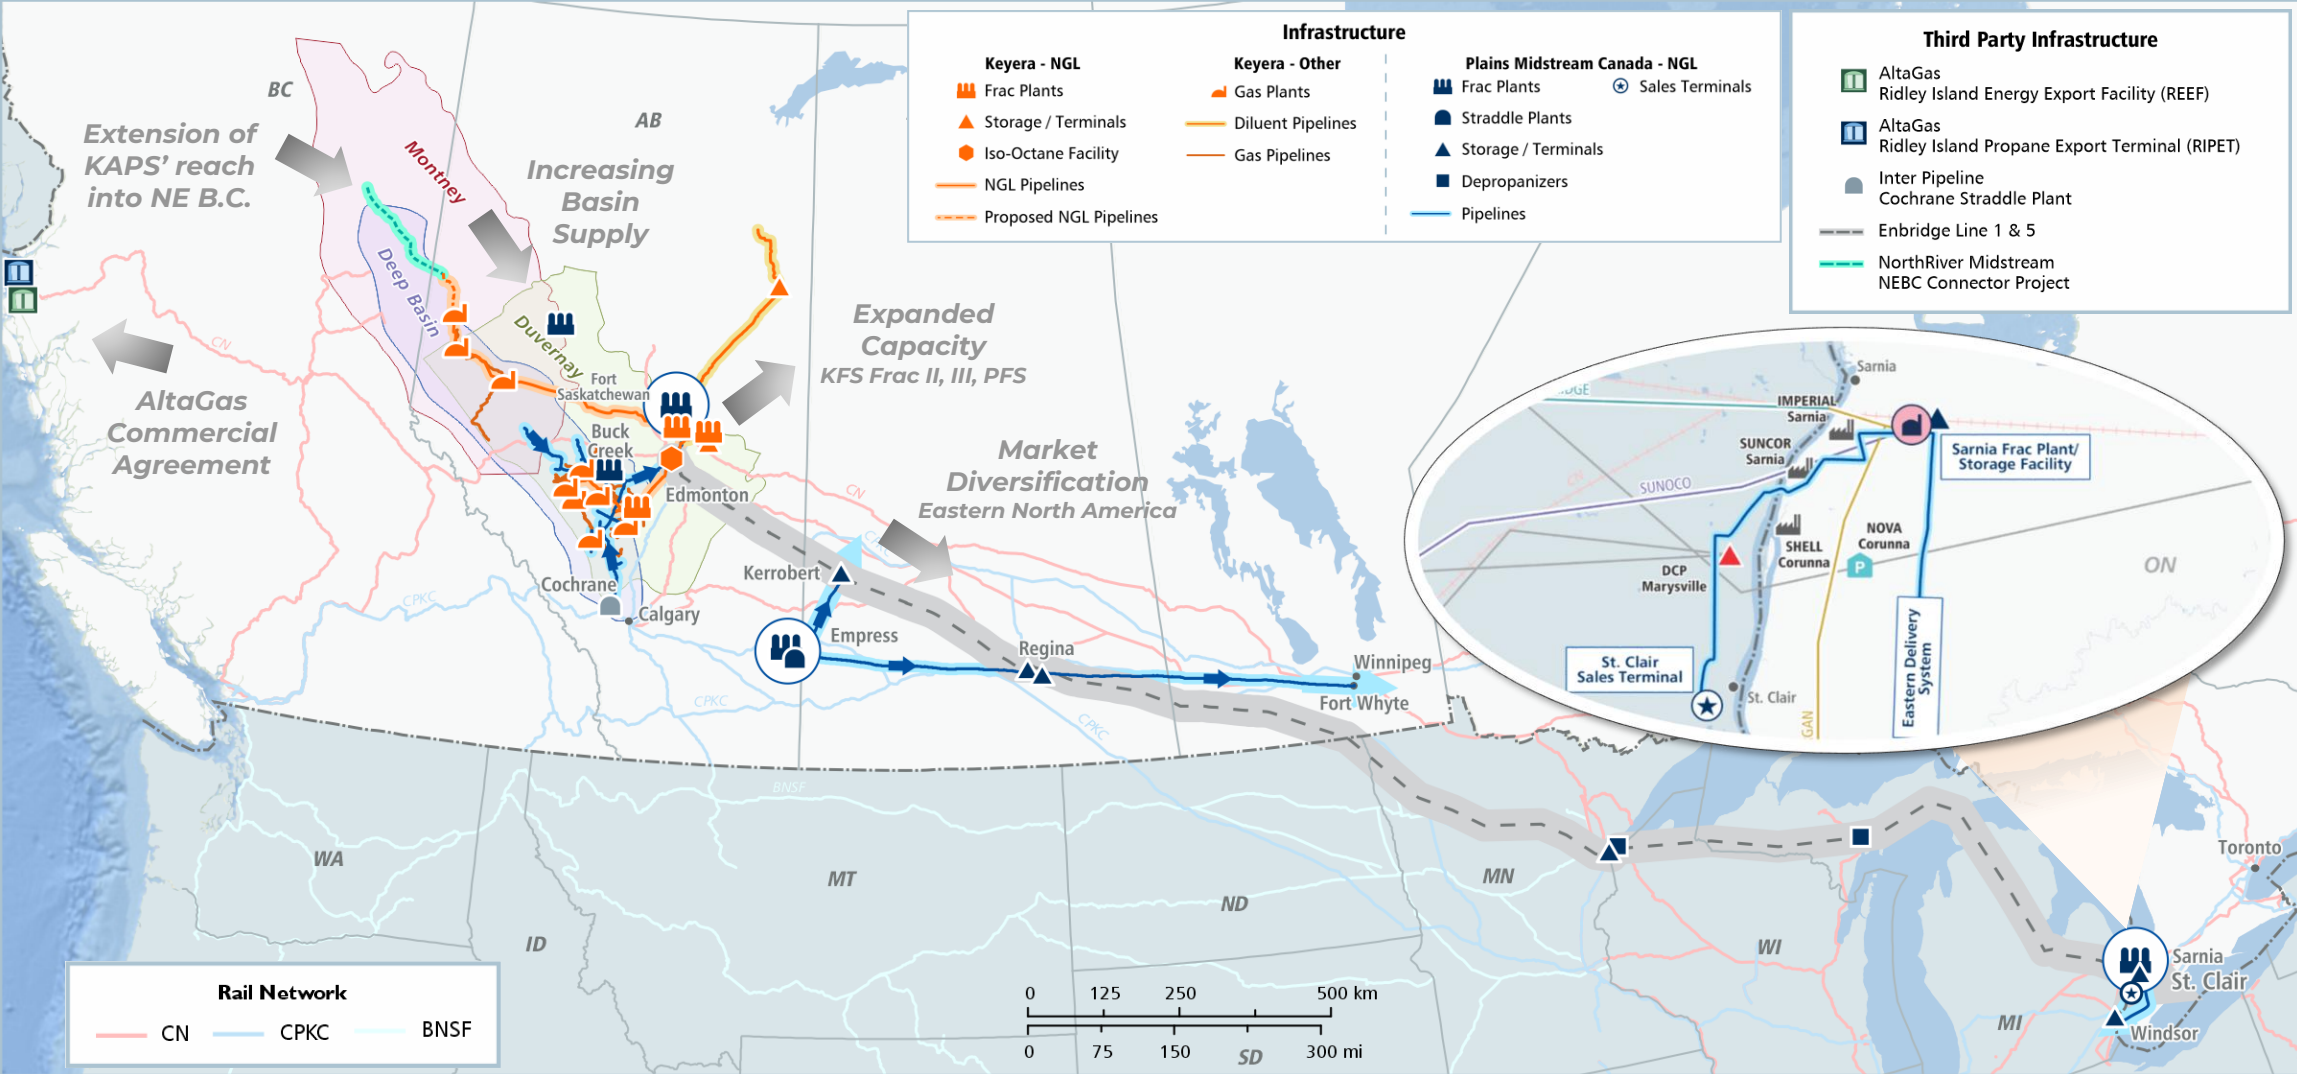 Infrastructure
Keyera - NGL
Frac Plants
Storage / Terminals
Iso-Octane Facility
NGL Pipelines
Proposed NGL Pipelines
Keyera - Other
Gas Plants
Diluent Pipelines
Gas Pipelines
Plains Midstream Canada - NGL
Frac Plants
Sales Terminals
Straddle Plants
Storage / Terminals
Depropanizers
Pipelines
Third Party Infrastructure
AltaGas
Ridley Island Energy Export Facility (REEF)
AltaGas
Ridley Island Propane Export Terminal (RIPET)
Inter Pipeline
Cochrane Straddle Plant
Enbridge Line 1 & 5
NorthRiver Midstream
NEBC Connector Project
BC
AB
Extension of
KAPS’ reach
into NE B.C.
Montney
Increasing
Basin
Supply
Deep Basin
Duvernay
CN
AltaGas
Commercial
Agreement
Expanded
Capacity
KFS Frac II, III, PFS
Fort
Saskatchewan
Buck
Creek
Edmonton
Market
Diversification
Eastern North America
CN
CPKC
Kerrobert
Cochrane
Calgary
CPKC
Empress
Regina
Winnipeg
Fort Whyte
CPKC
CPKC
BNSF
Sarnia
IDGE
IMPERIAL
Sarnia
SUNCOR
Sarnia
Sarnia Frac Plant/
Storage Facility
CN
SUNOCO
NOVA
Corunna
SHELL
Corunna
P
DCP
Marysville
ON
St. Clair
Sales Terminal
St. Clair
GAN
Eastern Delivery
System
WA
MT
ND
MN
ID
WI
SD
MI
Toronto
Sarnia
St. Clair
Windsor
Rail Network
CN
CPKC
BNSF
0 125 250 500 km
0 75 150 300 mi